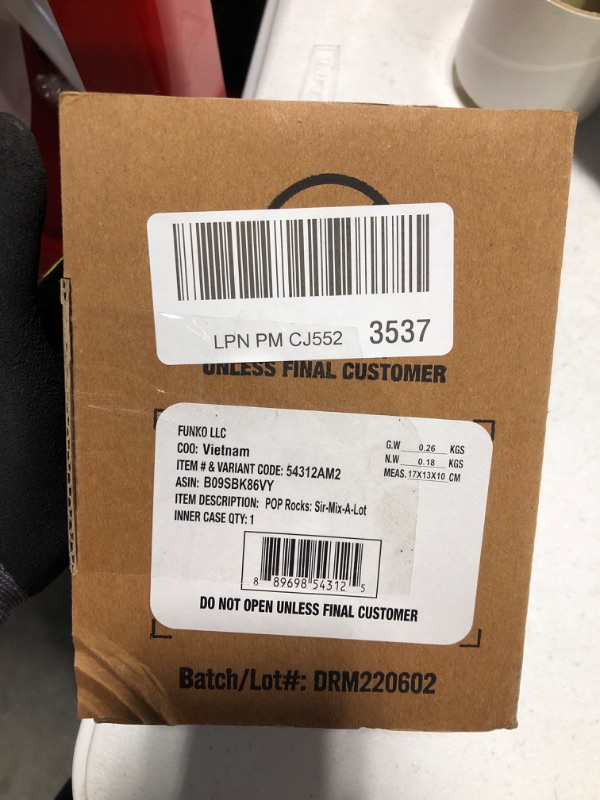 LPN PM CJ552 3537
UNLESS FINAL CUSTOMER
FUNKO LLC
COO: Vietnam
ITEM # & VARIANT CODE: 54312AM2
ASIN: B09SBK86VY
ITEM DESCRIPTION: POP Rocks: Sir-Mix-A-Lot
INNER CASE QTY: 1
G.W 0.26 KGS
N.W 0.18 KGS
MEAS. 17X13X10 CM
8 89698 54312 5
DO NOT OPEN UNLESS FINAL CUSTOMER
Batch/Lot#: DRM220602